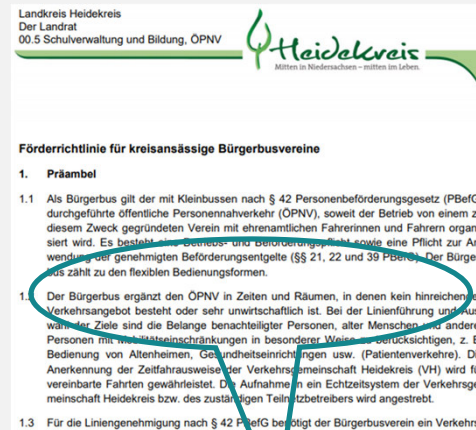 Landkreis Heidekreis
Der Landrat
00.5 Schulverwaltung und Bildung, ÖPNV
Heidekreis
Mitten in Niedersachsen – mitten im Leben.
Förderrichtlinie für kreisansässige Bürgerbusvereine
1. Präambel
1.1 Als Bürgerbus gilt der mit Kleinbussen nach § 42 Personenbeförderungsgesetz (PBefG
durchgeführte öffentliche Personennahverkehr (ÖPNV), soweit der Betrieb von einem z
diesem Zweck gegründeten Verein mit ehrenamtlichen Fahrerinnen und Fahrern organ
siert wird. Es besteht eine Betriebs- und Beförderungspflicht sowie eine Pflicht zur An
wendung der genehmigten Beförderungsentgelte (§§ 21, 22 und 39 PBefG). Der Bürge
bus zählt zu den flexiblen Bedienungsformen.
1.2 Der Bürgerbus ergänzt den ÖPNV in Zeiten und Räumen, in denen kein hinreichende
Verkehrsangebot besteht oder sehr unwirtschaftlich ist. Bei der Linienführung und Aus
wahl der Ziele sind die Belange benachteiligter Personen, alter Menschen und andere
Personen mit Mobilitätseinschränkungen in besonderer Weise zu berücksichtigen, z. B
Bedienung von Altenheimen, Gesundheitseinrichtungen usw. (Patientenverkehre). Di
Anerkennung der Zeitfahrausweise der Verkehrsgemeinschaft Heidekreis (VH) wird fü
vereinbarte Fahrten gewährleistet. Die Aufnahme in ein Echtzeitsystem der Verkehrsge
meinschaft Heidekreis bzw. des zuständigen Teilnetzbetreibers wird angestrebt.
1.3 Für die Liniengenehmigung nach § 42 PBefG benötigt der Bürgerbusverein ein Verkeh